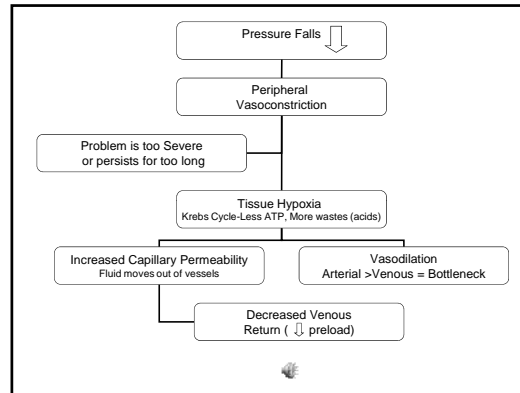 Pressure Falls
Peripheral
Vasoconstriction
Problem is too Severe
or persists for too long
Tissue Hypoxia
Krebs Cycle-Less ATP, More wastes (acids)
Increased Capillary Permeability
Fluid moves out of vessels
Vasodilation
Arterial >Venous = Bottleneck
Decreased Venous
Return ( ⇩ preload)